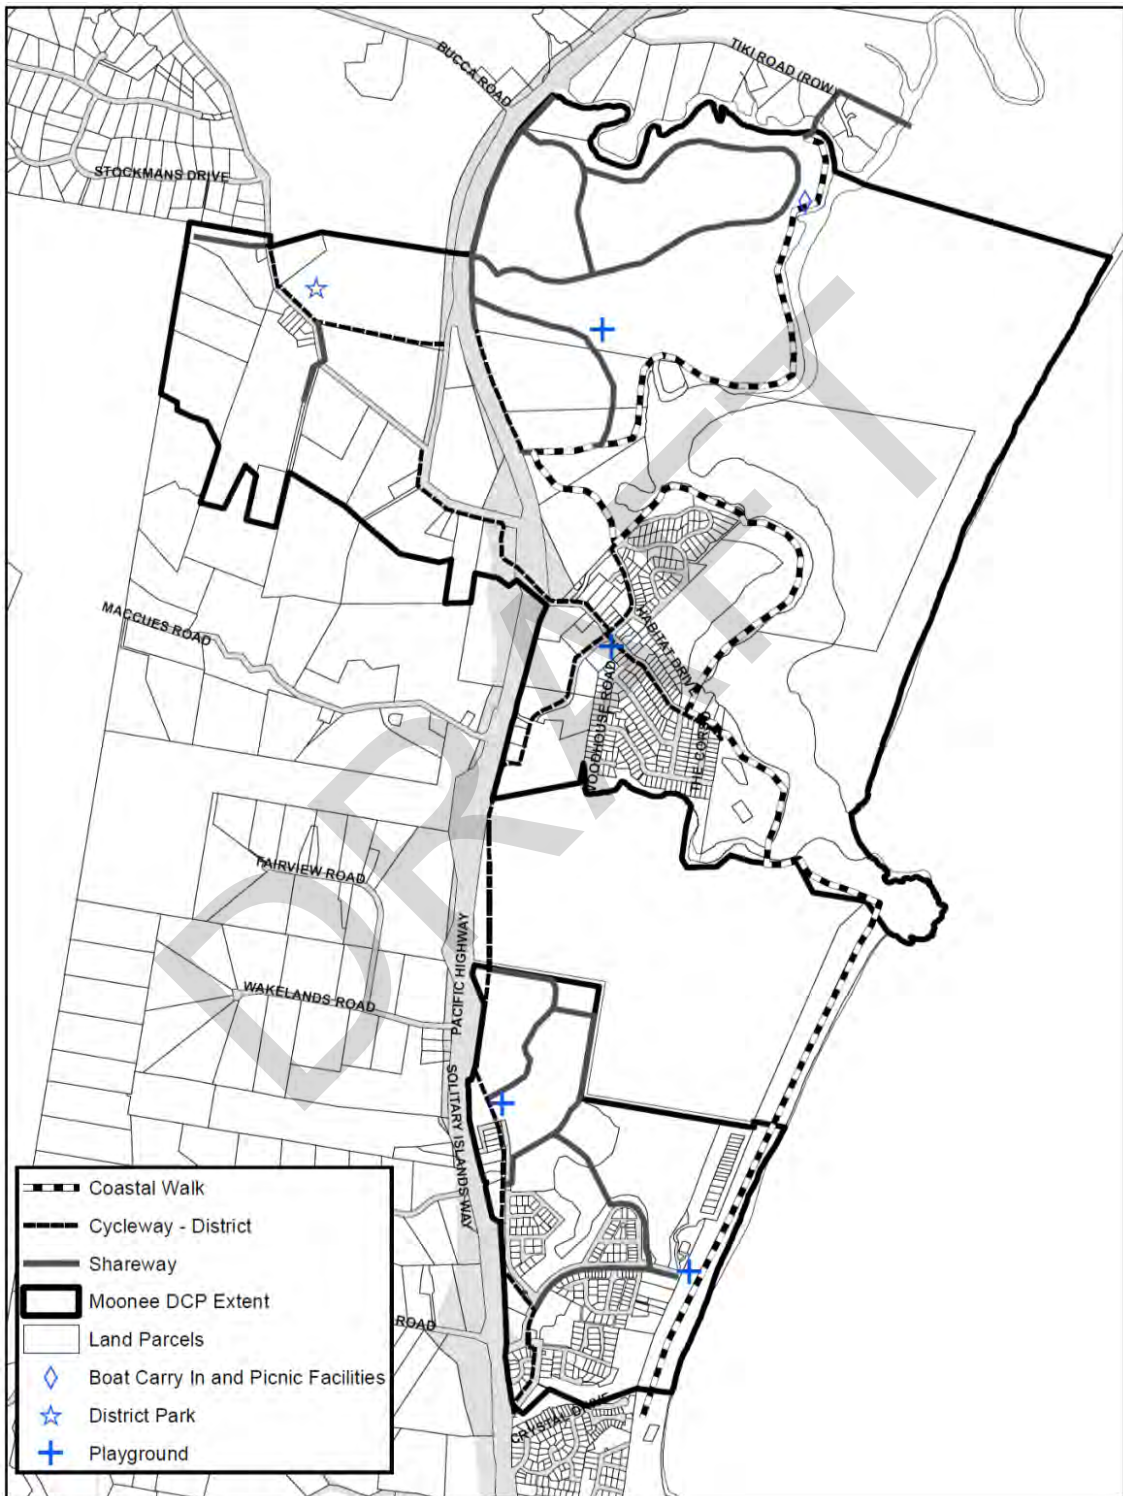 BUCCA ROAD
TIKI ROAD (ROW)
STOCKMANS DRIVE
DRAFT
MACCUES ROAD
HABITAT DRIVE
WOODHOUSE ROAD
THE CORSO
FAIRVIEW ROAD
WAKELANDS ROAD
PACIFIC HIGHWAY
SOLITARY ISLANDS WAY
ROAD
CRYSTAL DRIVE
Coastal Walk
Cycleway - District
Shareway
Moonee DCP Extent
Land Parcels
Boat Carry In and Picnic Facilities
District Park
Playground